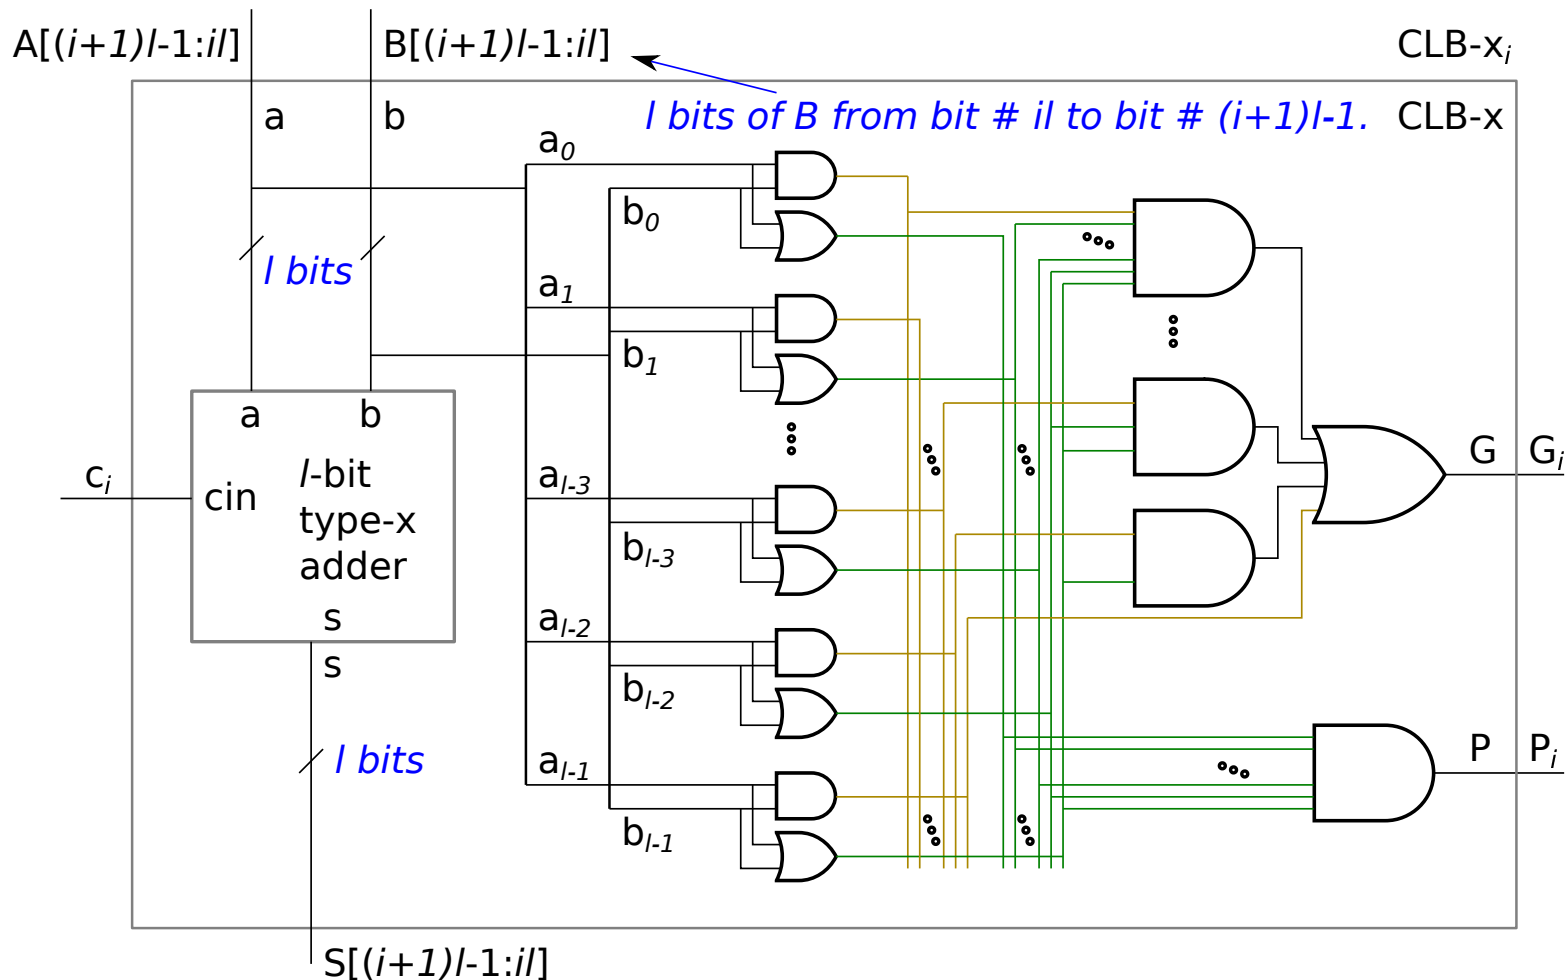 A[(i+1)l-1:il]
B[(i+1)l-1:il]
CLB-xi
a
b
l bits of B from bit # il to bit # (i+1)l-1.
CLB-x
a0
b0
l bits
a1
b1
a
b
ci
cin
l-bit
type-x
adder
s
s
al-3
bl-3
G
Gi
al-2
bl-2
l bits
al-1
bl-1
P
Pi
S[(i+1)l-1:il]